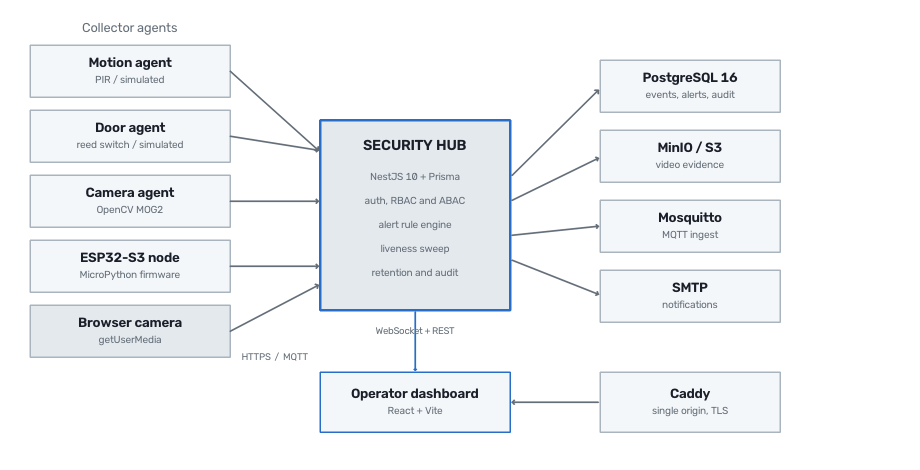 Collector agents
Motion agent
PIR / simulated
Door agent
reed switch / simulated
Camera agent
OpenCV MOG2
ESP32-S3 node
MicroPython firmware
Browser camera
getUserMedia
HTTPS / MQTT
SECURITY HUB
NestJS 10 + Prisma
auth, RBAC and ABAC
alert rule engine
liveness sweep
retention and audit
WebSocket + REST
Operator dashboard
React + Vite
PostgreSQL 16
events, alerts, audit
MinIO / S3
video evidence
Mosquitto
MQTT ingest
SMTP
notifications
Caddy
single origin, TLS